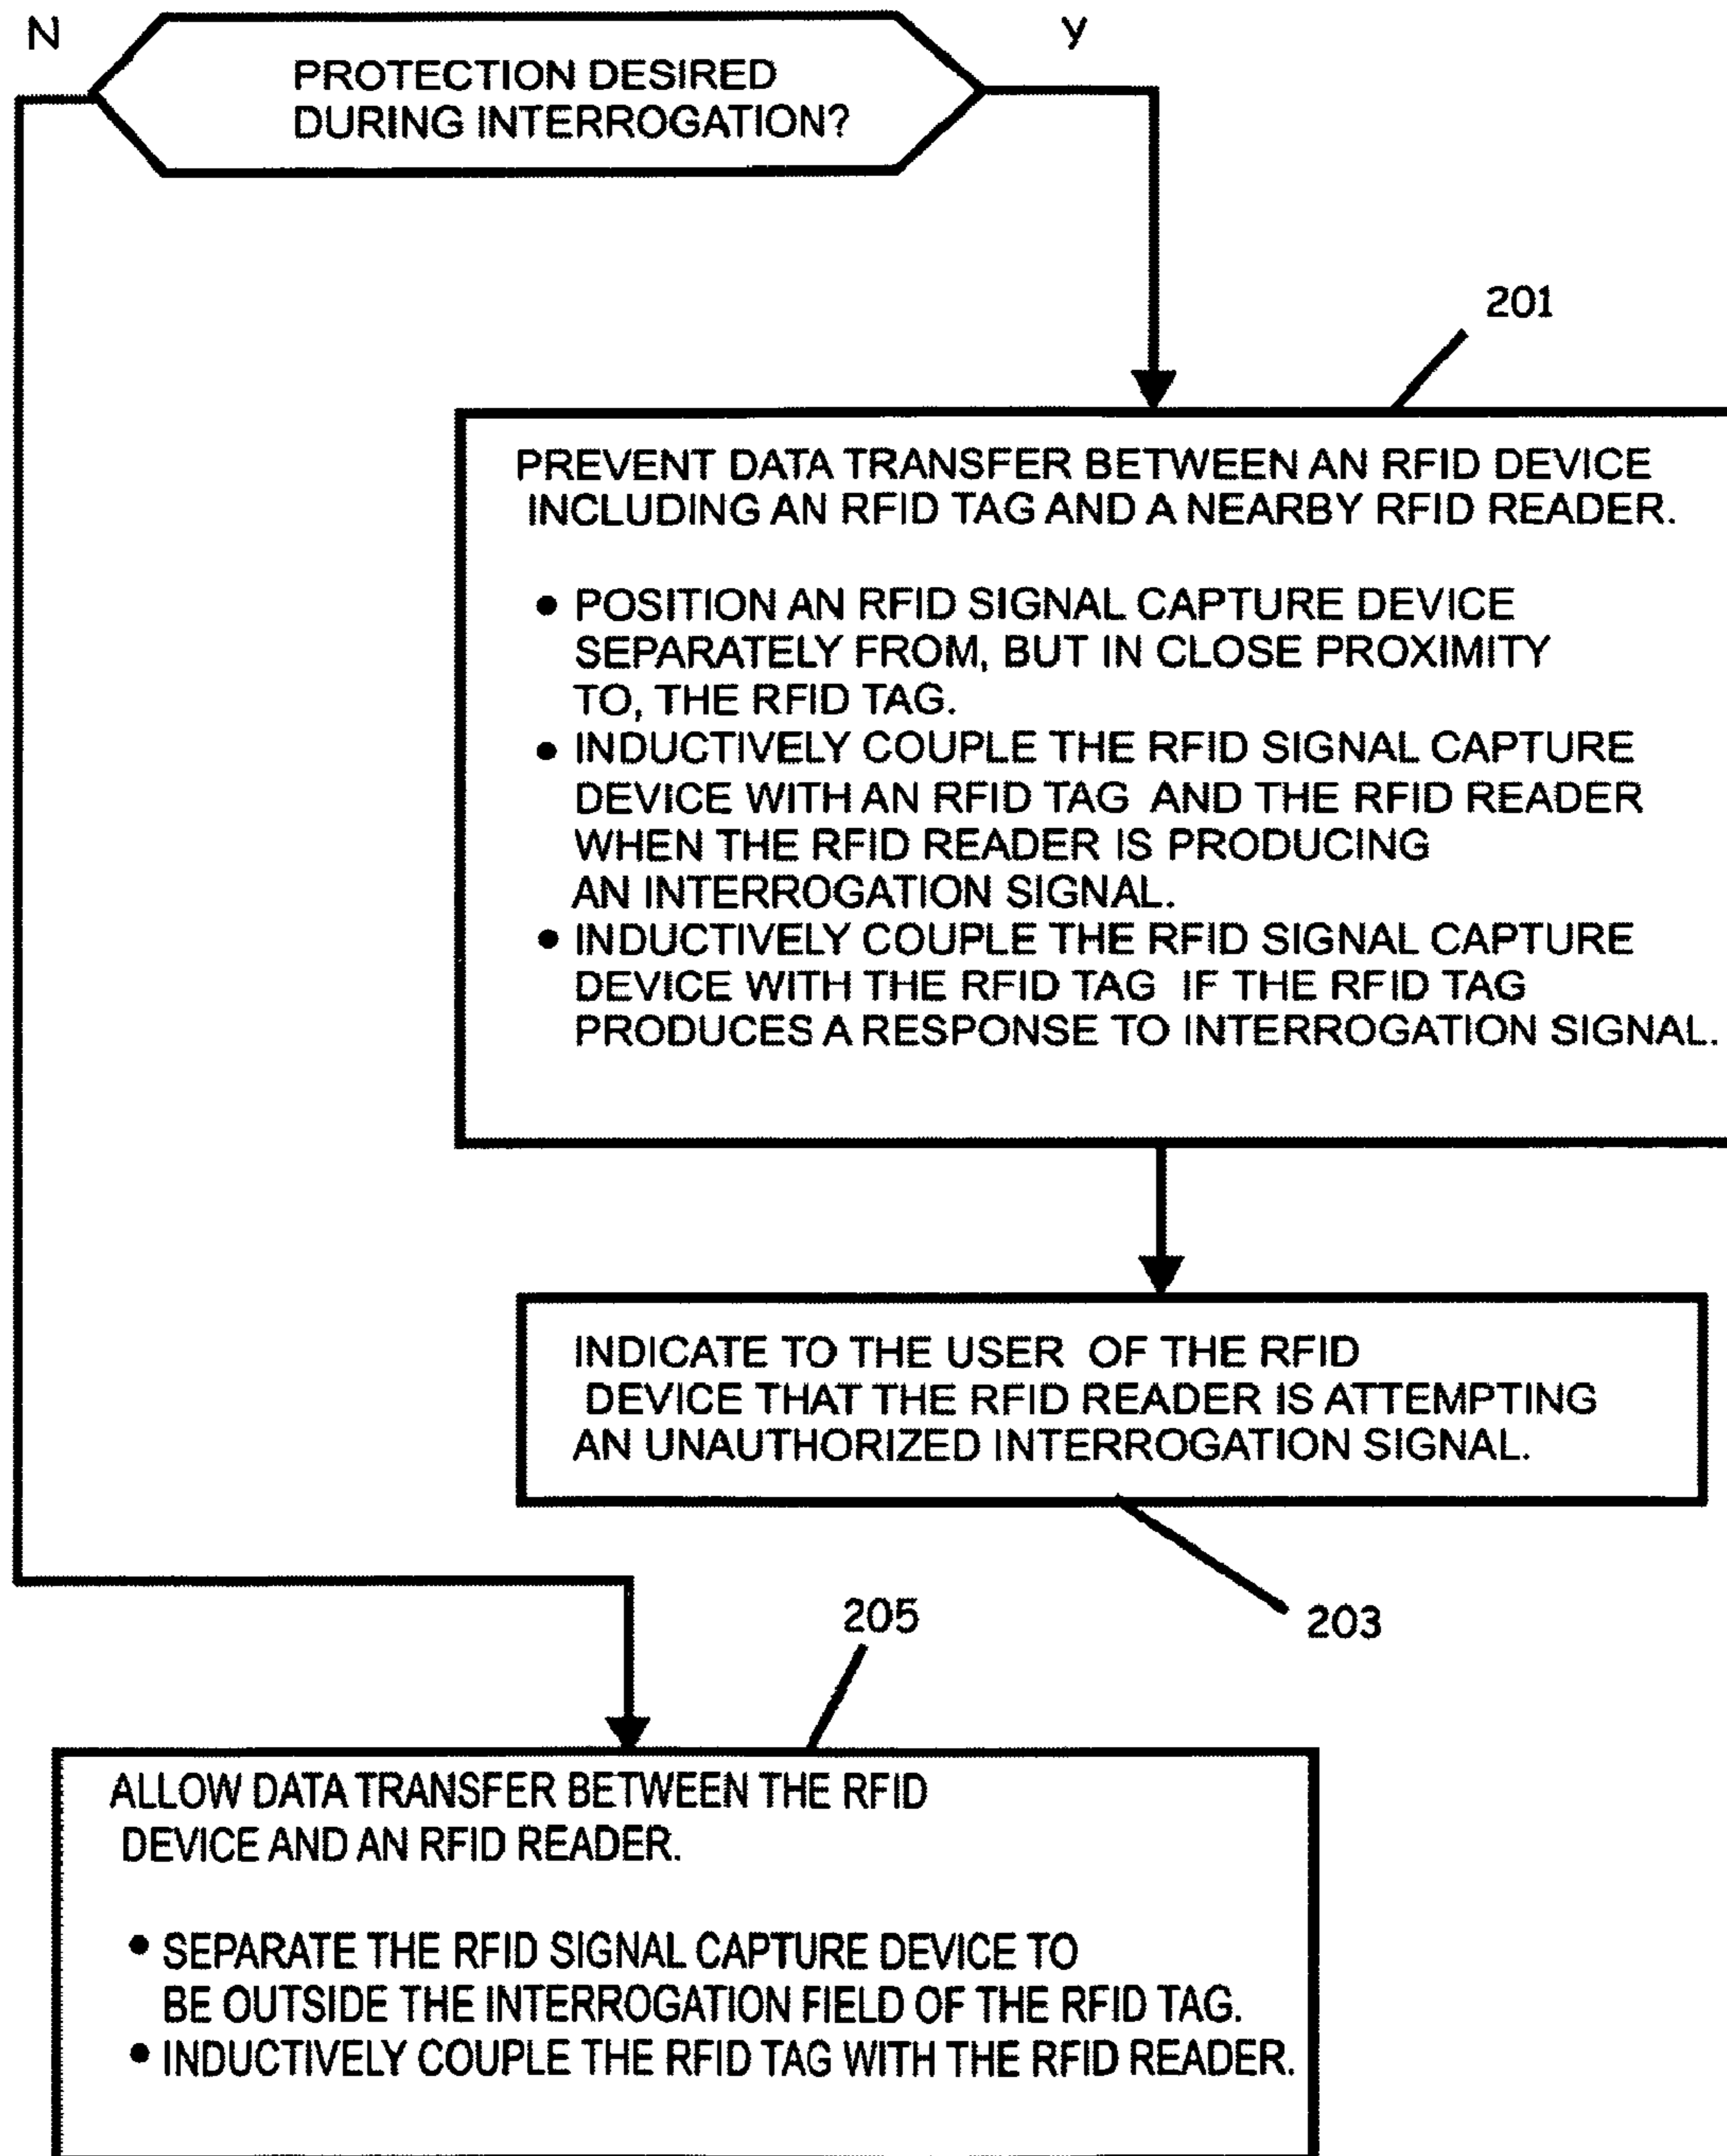 N
y
PROTECTION DESIRED
DURING INTERROGATION?
201
PREVENT DATA TRANSFER BETWEEN AN RFID DEVICE
INCLUDING AN RFID TAG AND A NEARBY RFID READER.
• POSITION AN RFID SIGNAL CAPTURE DEVICE
SEPARATELY FROM, BUT IN CLOSE PROXIMITY
TO, THE RFID TAG.
• INDUCTIVELY COUPLE THE RFID SIGNAL CAPTURE
DEVICE WITH AN RFID TAG AND THE RFID READER
WHEN THE RFID READER IS PRODUCING
AN INTERROGATION SIGNAL.
• INDUCTIVELY COUPLE THE RFID SIGNAL CAPTURE
DEVICE WITH THE RFID TAG IF THE RFID TAG
PRODUCES A RESPONSE TO INTERROGATION SIGNAL.
INDICATE TO THE USER OF THE RFID
DEVICE THAT THE RFID READER IS ATTEMPTING
AN UNAUTHORIZED INTERROGATION SIGNAL.
203
205
ALLOW DATA TRANSFER BETWEEN THE RFID
DEVICE AND AN RFID READER.
• SEPARATE THE RFID SIGNAL CAPTURE DEVICE TO
BE OUTSIDE THE INTERROGATION FIELD OF THE RFID TAG.
• INDUCTIVELY COUPLE THE RFID TAG WITH THE RFID READER.